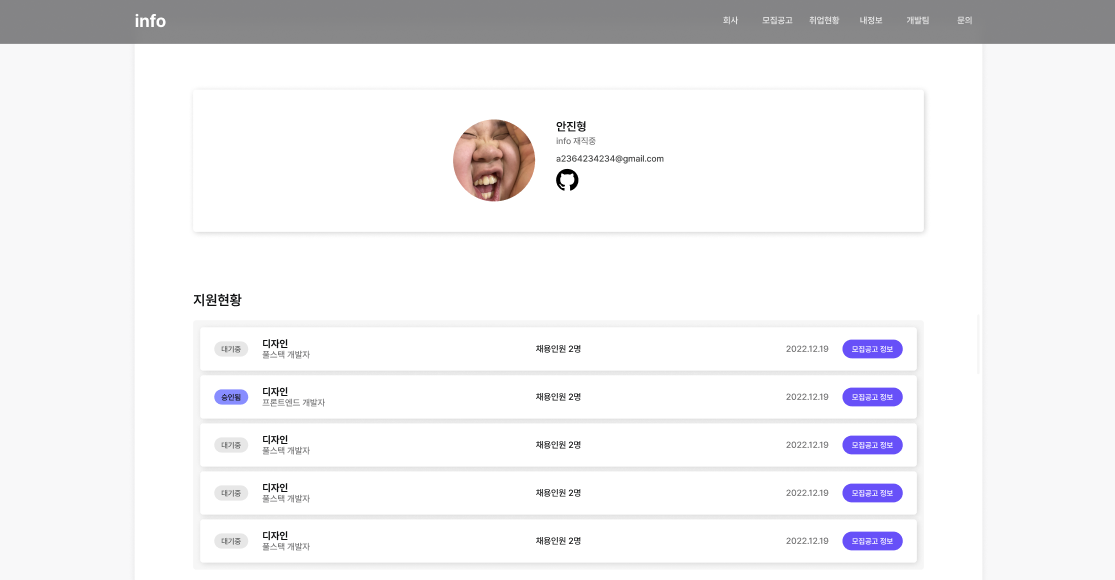 info
회사 모집공고 취업현황 내정보 개발팀 문의
안진형
info 재직중
a2364234234@gmail.com
지원현황
대기중 디자인 채용인원 2명 2022.12.19 모집공고 정보
풀스택 개발자
승인됨 디자인 채용인원 2명 2022.12.19 모집공고 정보
프론트엔드 개발자
대기중 디자인 채용인원 2명 2022.12.19 모집공고 정보
풀스택 개발자
대기중 디자인 채용인원 2명 2022.12.19 모집공고 정보
풀스택 개발자
대기중 디자인 채용인원 2명 2022.12.19 모집공고 정보
풀스택 개발자